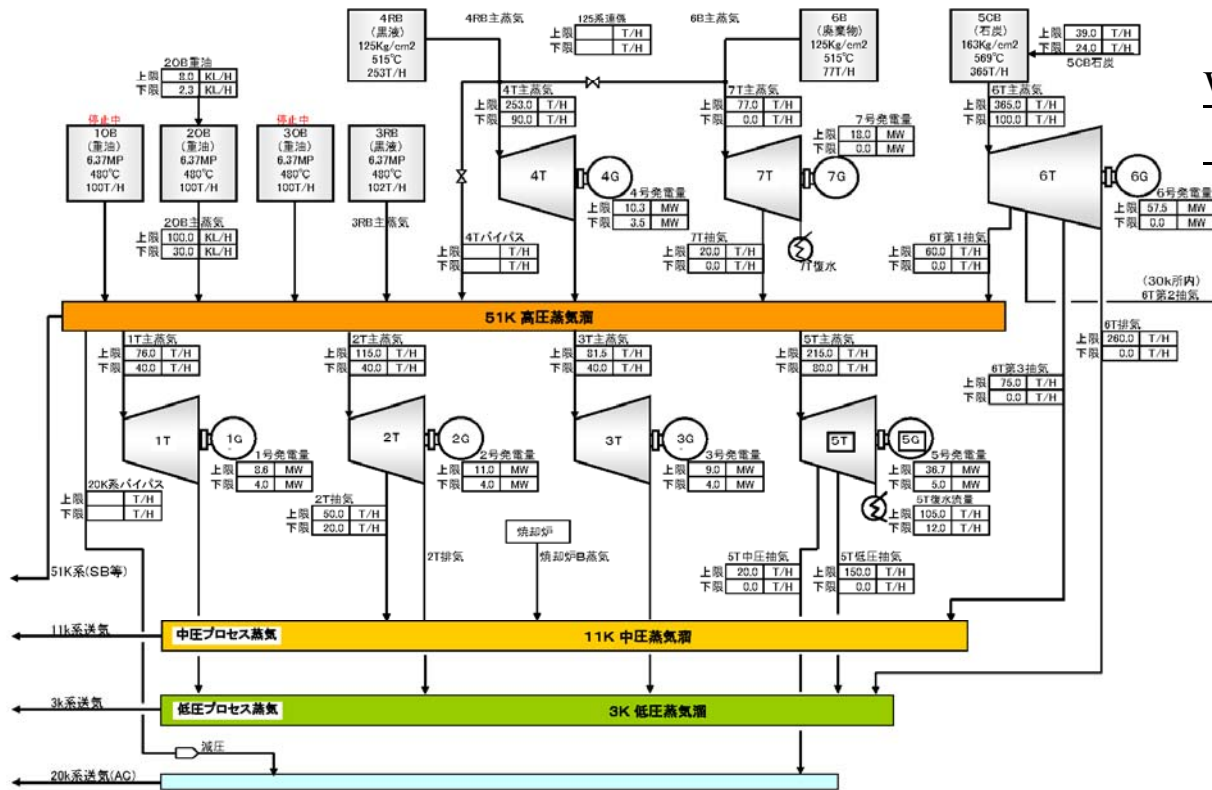 4RB
(黒液)
125Kg/cm2
515℃
253T/H
4RB主蒸気
125系連係
上限 T/H
下限 T/H
6B主蒸気
6B
(廃棄物)
125Kg/cm2
515℃
77T/H
5CB
(石炭)
163Kg/cm2
569℃
365T/H
上限 39.0 T/H
下限 24.0 T/H
5CB石炭
2OB重油
上限 8.0 KL/H
下限 2.3 KL/H
停止中
1OB
(重油)
6.37MP
480℃
100T/H
2OB
(重油)
6.37MP
480℃
100T/H
停止中
3OB
(重油)
6.37MP
480℃
100T/H
3RB
(黒液)
6.37MP
480℃
102T/H
4T主蒸気
上限 253.0 T/H
下限 90.0 T/H
7T主蒸気
上限 77.0 T/H
下限 0.0 T/H
6T主蒸気
上限 365.0 T/H
下限 100.0 T/H
7号発電量
上限 18.0 MW
下限 0.0 MW
4T
4G
7T
7G
6T
6G
4号発電量
上限 10.3 MW
下限 3.5 MW
6号発電量
上限 57.5 MW
下限 0.0 MW
2OB主蒸気
上限 100.0 KL/H
下限 30.0 KL/H
3RB主蒸気
4Tバイパス
上限 T/H
下限 T/H
7T抽気
上限 20.0 T/H
下限 0.0 T/H
7T復水
6T第1抽気
上限 60.0 T/H
下限 0.0 T/H
(30k所内)
6T第2抽気
51K 高圧蒸気溜
1T主蒸気
上限 76.0 T/H
下限 40.0 T/H
2T主蒸気
上限 115.0 T/H
下限 40.0 T/H
3T主蒸気
上限 81.5 T/H
下限 40.0 T/H
5T主蒸気
上限 215.0 T/H
下限 80.0 T/H
6T排気
上限 260.0 T/H
下限 0.0 T/H
6T第3抽気
上限 75.0 T/H
下限 0.0 T/H
1T
1G
2T
2G
3T
3G
5T
5G
1号発電量
上限 8.6 MW
下限 4.0 MW
2号発電量
上限 11.0 MW
下限 4.0 MW
3号発電量
上限 9.0 MW
下限 4.0 MW
5号発電量
上限 36.7 MW
下限 5.0 MW
20K系バイパス
上限 T/H
下限 T/H
2T抽気
上限 50.0 T/H
下限 20.0 T/H
5T復水流量
上限 105.0 T/H
下限 12.0 T/H
焼却炉
2T排気
焼却炉B蒸気
5T中圧抽気
上限 20.0 T/H
下限 0.0 T/H
5T低圧抽気
上限 150.0 T/H
下限 0.0 T/H
51K系(SB等)
11k系送気
中圧プロセス蒸気
11K 中圧蒸気溜
3k系送気
低圧プロセス蒸気
3K 低圧蒸気溜
減圧
20k系送気(AC)